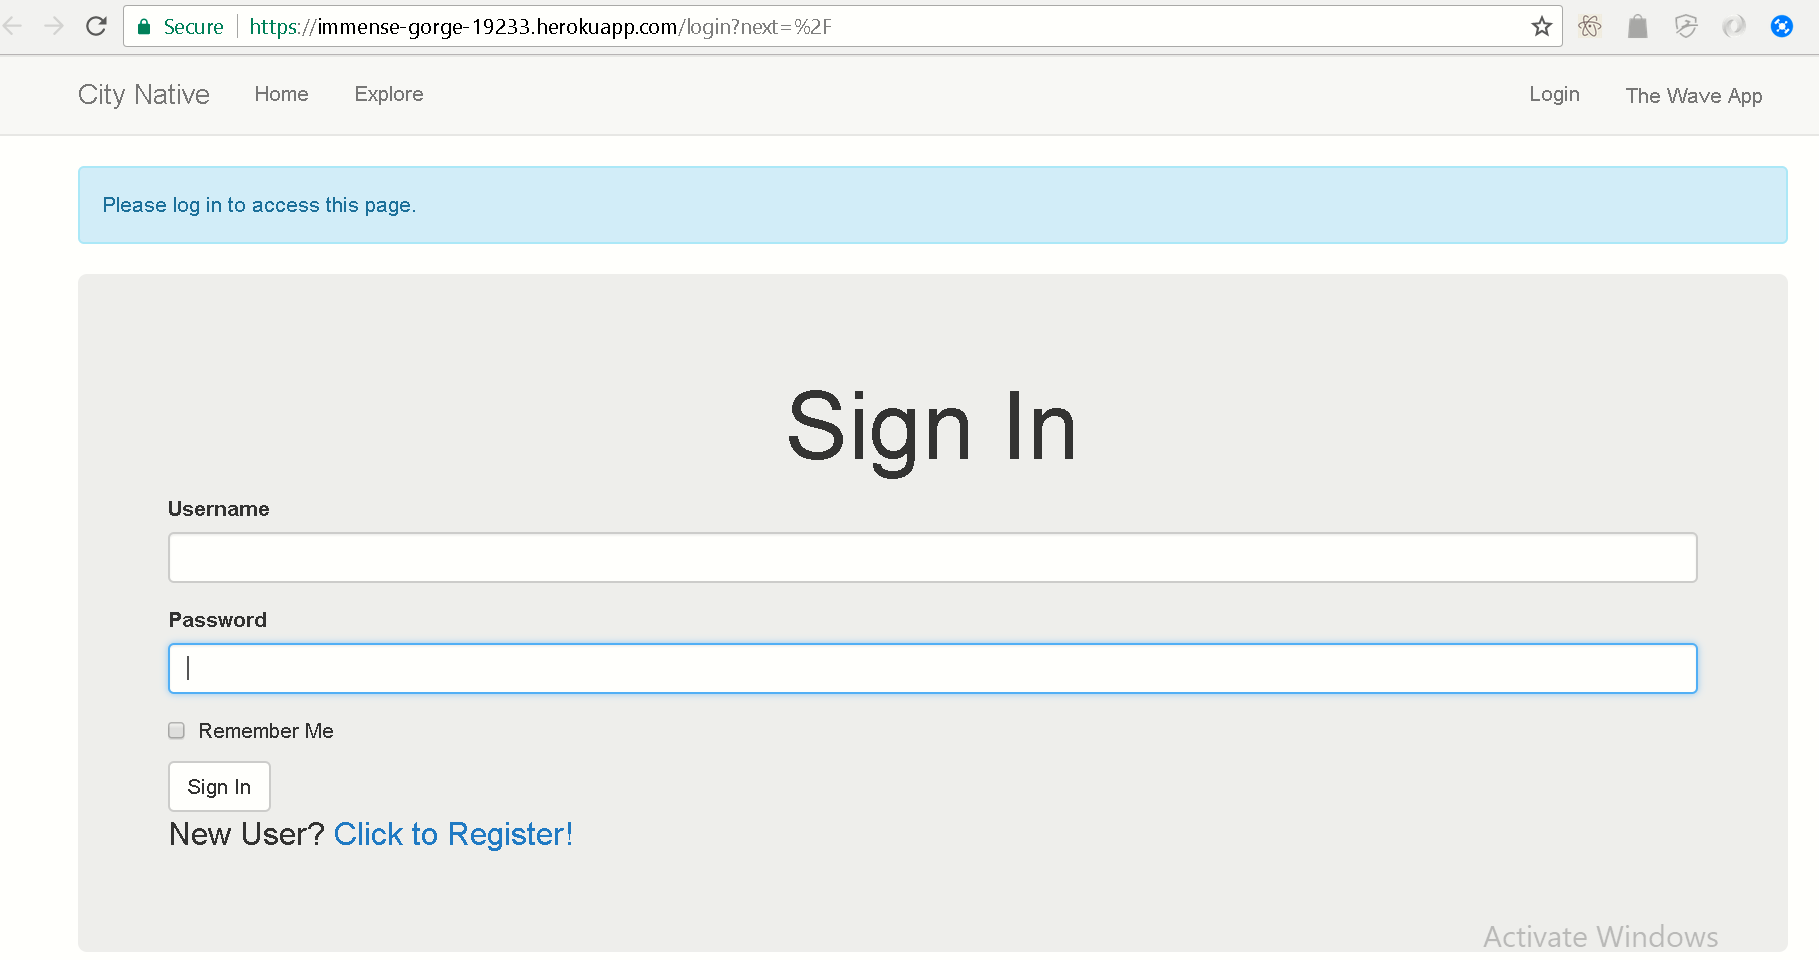 Secure https://immense-gorge-19233.herokuapp.com/login?next=%2F
City Native Home Explore Login The Wave App
Please log in to access this page.
Sign In
Username
Password
Remember Me
Sign In
New User? Click to Register!
Activate Windows